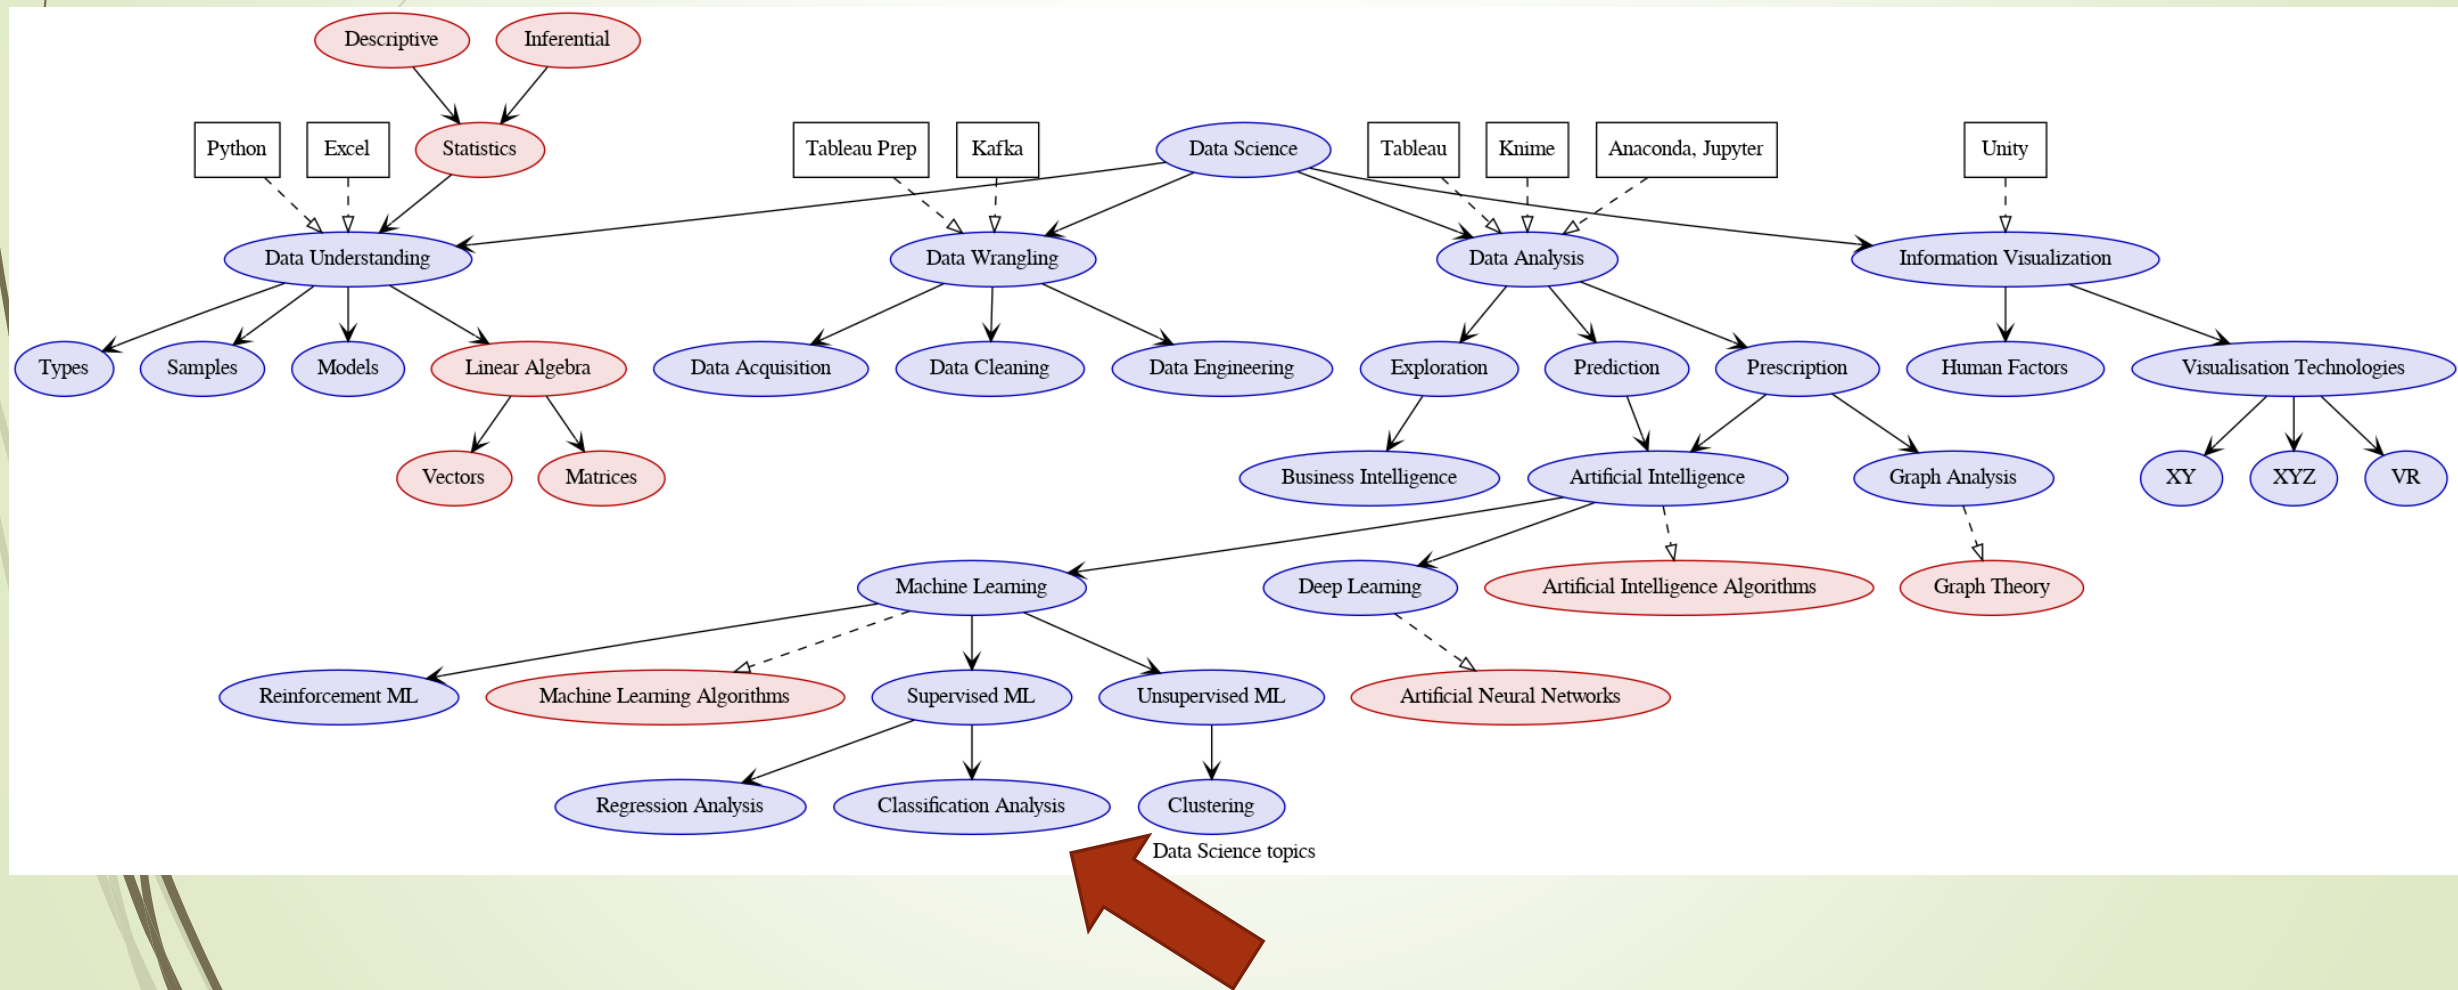 Descriptive
Inferential
Python
Excel
Statistics
Tableau Prep
Kafka
Data Science
Tableau
Knime
Anaconda, Jupyter
Unity
Data Understanding
Data Wrangling
Data Analysis
Information Visualization
Types
Samples
Models
Linear Algebra
Data Acquisition
Data Cleaning
Data Engineering
Exploration
Prediction
Prescription
Human Factors
Visualisation Technologies
Vectors
Matrices
Business Intelligence
Artificial Intelligence
Graph Analysis
XY
XYZ
VR
Machine Learning
Deep Learning
Artificial Intelligence Algorithms
Graph Theory
Reinforcement ML
Machine Learning Algorithms
Supervised ML
Unsupervised ML
Artificial Neural Networks
Regression Analysis
Classification Analysis
Clustering
Data Science topics